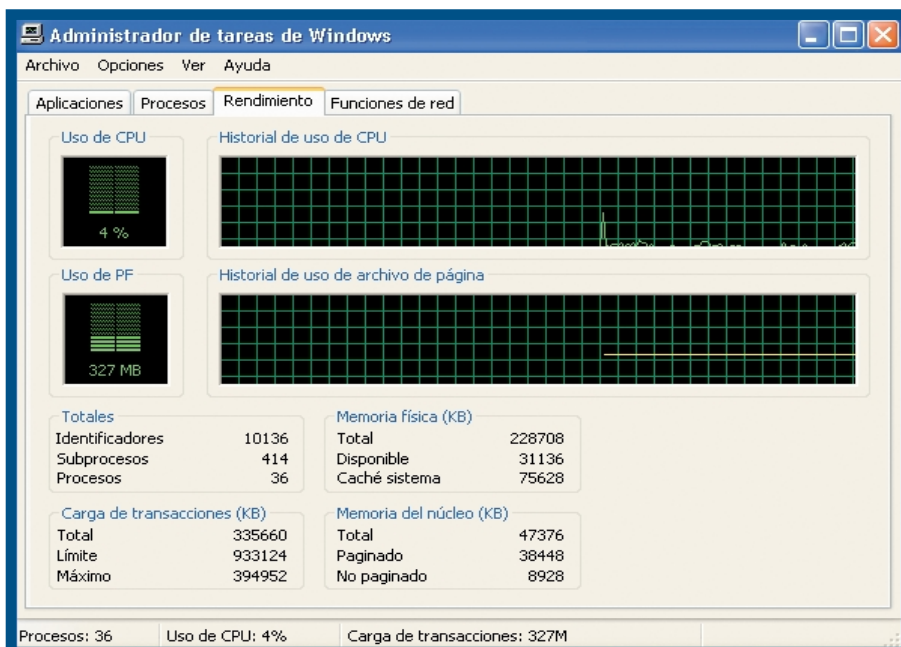 Administrador de tareas de Windows
Archivo Opciones Ver Ayuda
Aplicaciones Procesos Rendimiento Funciones de red
Uso de CPU Historial de uso de CPU
4 %
Uso de PF Historial de uso de archivo de página
327 MB
Totales Memoria física (KB)
Identificadores 10136 Total 228708
Subprocesos 414 Disponible 31136
Procesos 36 Caché sistema 75628
Carga de transacciones (KB) Memoria del núcleo (KB)
Total 335660 Total 47376
Límite 933124 Paginado 38448
Máximo 394952 No paginado 8928
Procesos: 36 Uso de CPU: 4% Carga de transacciones: 327M